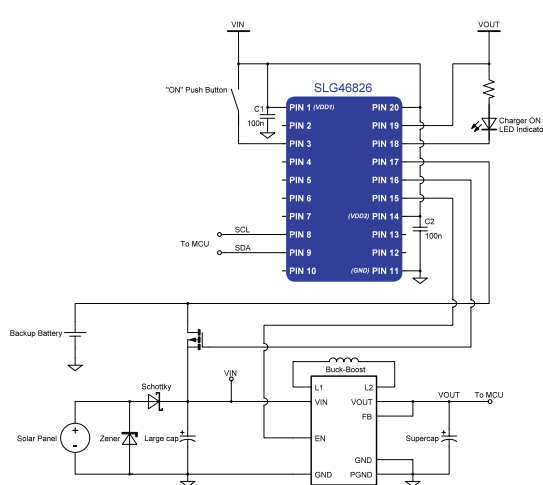 VIN
VOUT
SLG46826
"ON" Push Button
C1
100n
PIN 1 (VDD1)
PIN 2
PIN 3
PIN 4
PIN 5
PIN 6
PIN 7
PIN 8
PIN 9
PIN 10
PIN 20
PIN 19
PIN 18
PIN 17
PIN 16
PIN 15
(VDD2) PIN 14
PIN 13
PIN 12
(GND) PIN 11
Charger ON
LED Indicato
C2
100n
SCL
To MCU
SDA
Backup Battery
VIN
Buck-Boost
L1
L2
Schottky
VIN
VOUT
VOUT
To MCU
FB
Solar Panel
+
-
Zener
Large cap
+
EN
Supercap
+
GND
GND
PGND